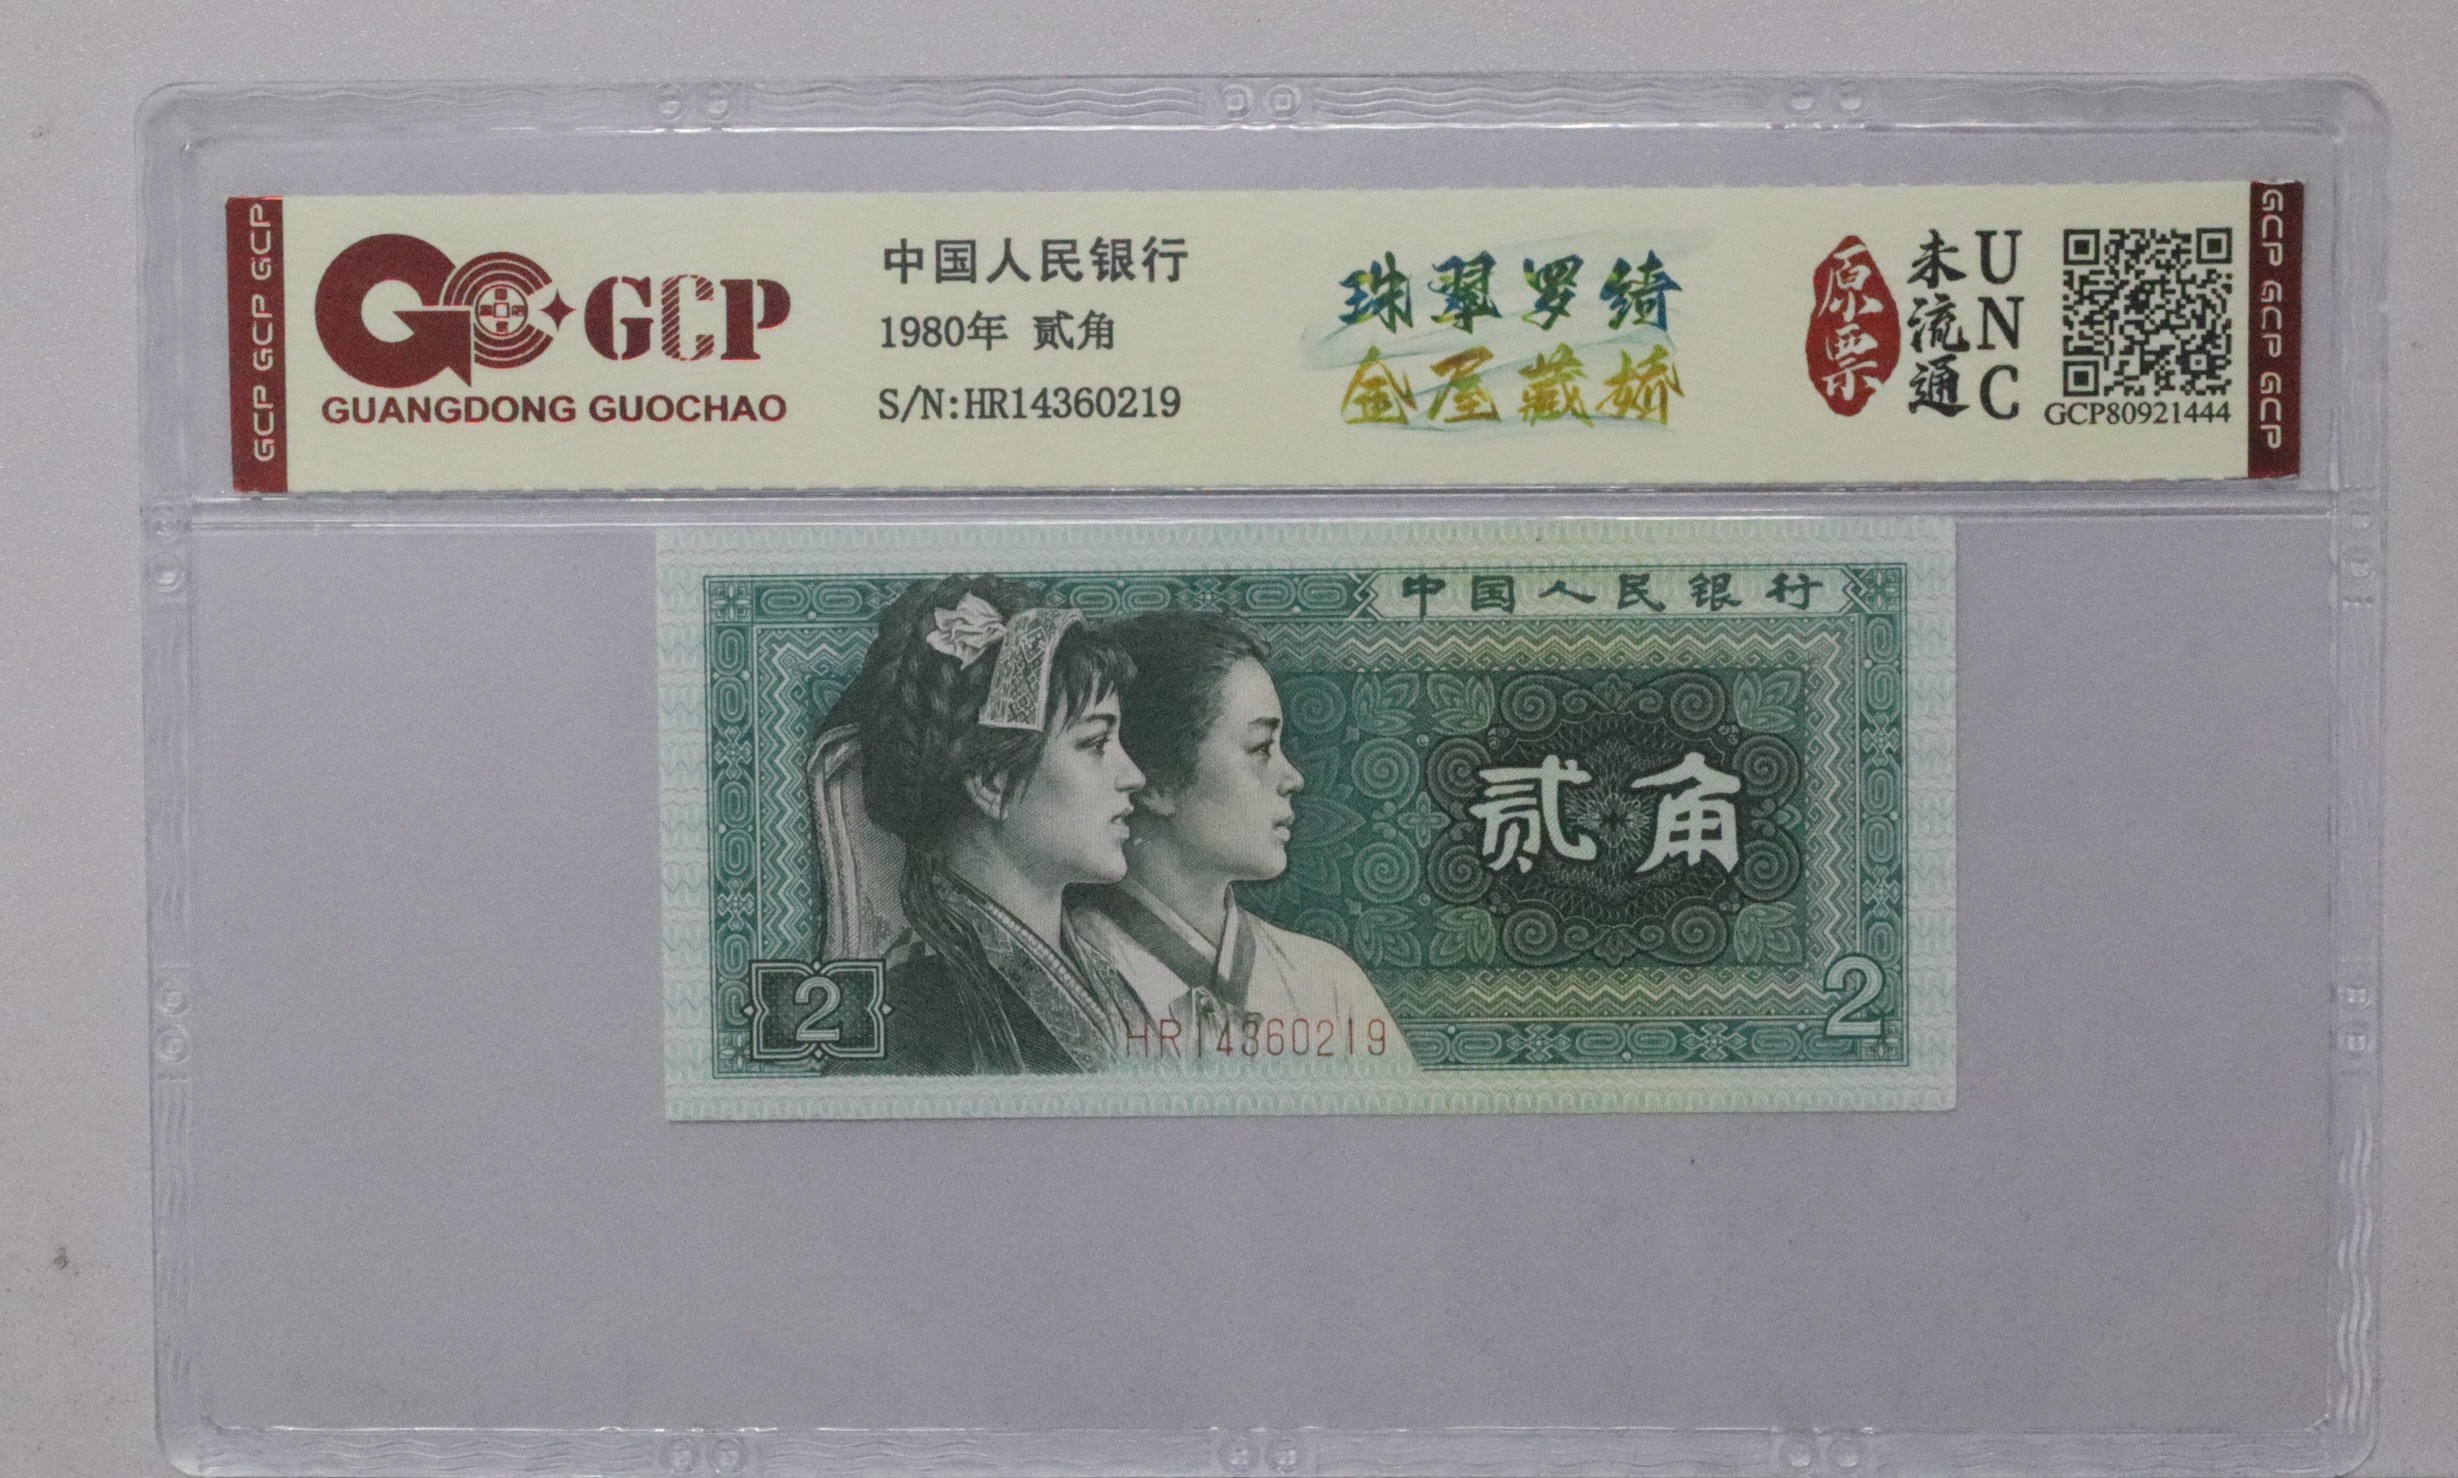 GCP GCP GCP
GCP
GUANGDONG GUOCHAO
中国人民银行
1980年 贰角
S/N:HR14360219
珠翠罗绮
金屋藏娇
原票
未流通
UNC
GCP80921444
GCP GCP GCP
中国人民银行
贰角
2
HR14360219
2